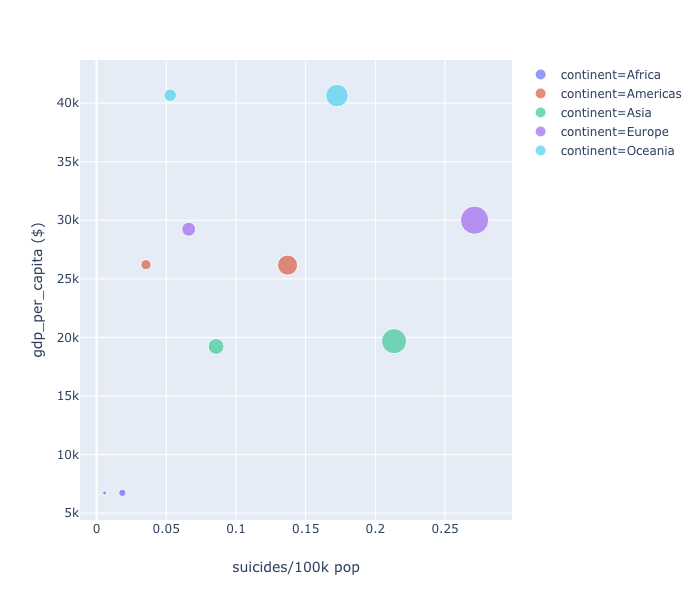 continent=Africa
continent=Americas
continent=Asia
continent=Europe
continent=Oceania
40k
35k
30k
25k
20k
15k
10k
5k
gdp_per_capita ($)
0
0.05
0.1
0.15
0.2
0.25
suicides/100k pop